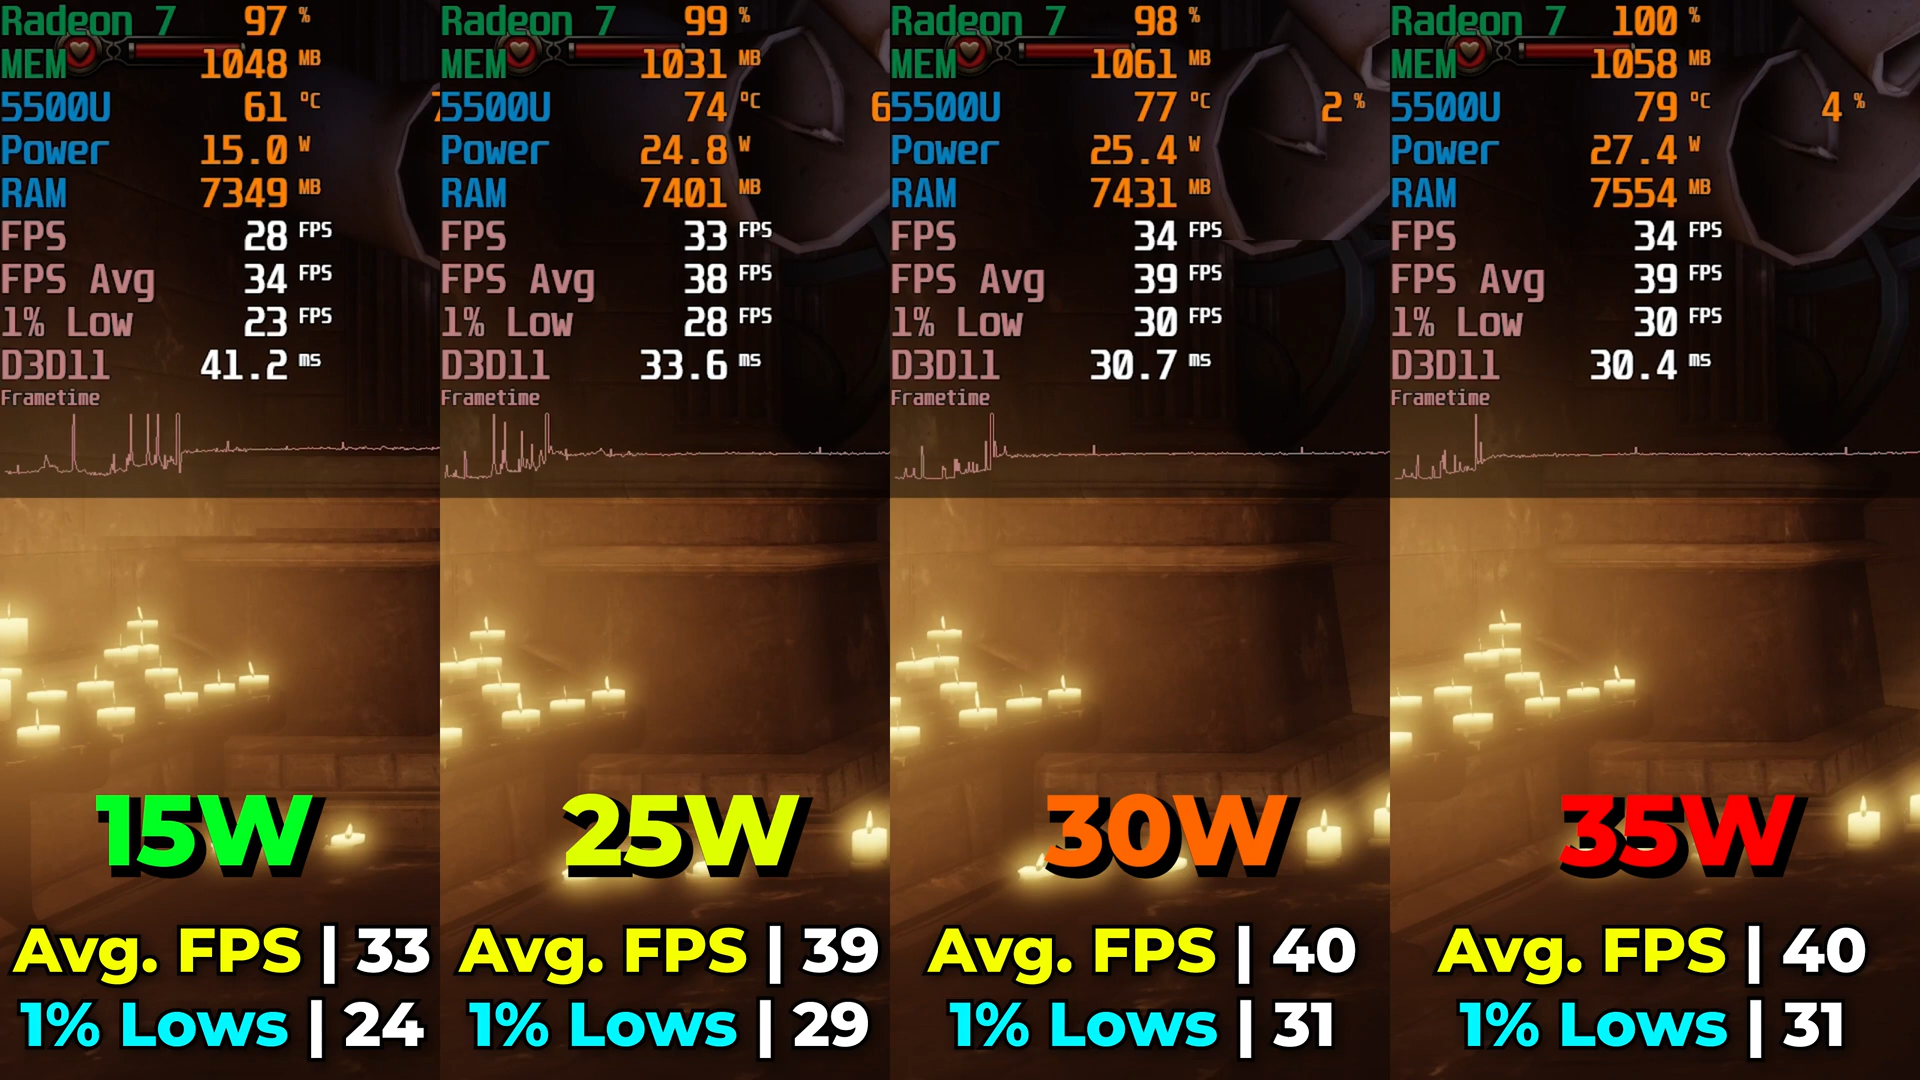 Radeon 7 97 %
MEM 1048 MB
5500U 61 °C 7
Power 15.0 W
RAM 7349 MB
FPS 28 FPS
FPS Avg 34 FPS
1% Low 23 FPS
D3D11 41.2 ms
Frametime
15W
Avg. FPS | 33
1% Lows | 24
Radeon 7 99 %
MEM 1031 MB
5500U 74 °C 6
Power 24.8 W
RAM 7401 MB
FPS 33 FPS
FPS Avg 38 FPS
1% Low 28 FPS
D3D11 33.6 ms
Frametime
25W
Avg. FPS | 39
1% Lows | 29
Radeon 7 98 %
MEM 1061 MB
5500U 77 °C 2 %
Power 25.4 W
RAM 7431 MB
FPS 34 FPS
FPS Avg 39 FPS
1% Low 30 FPS
D3D11 30.7 ms
Frametime
30W
Avg. FPS | 40
1% Lows | 31
Radeon 7 100 %
MEM 1058 MB
5500U 79 °C 4 %
Power 27.4 W
RAM 7554 MB
FPS 34 FPS
FPS Avg 39 FPS
1% Low 30 FPS
D3D11 30.4 ms
Frametime
35W
Avg. FPS | 40
1% Lows | 31